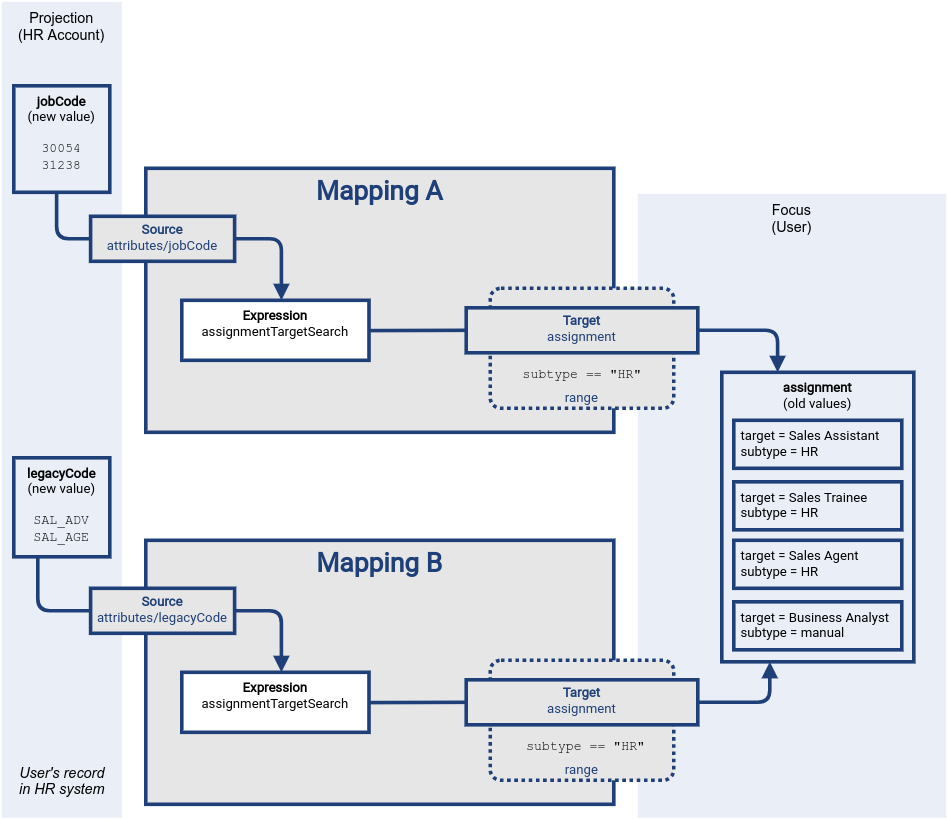 Projection
(HR Account)
jobCode
(new value)
30054
31238
Mapping A
Source
attributes/jobCode
Expression
assignmentTargetSearch
Target
assignment
subtype == "HR"
range
Focus
(User)
assignment
(old values)
target = Sales Assistant
subtype = HR
target = Sales Trainee
subtype = HR
target = Sales Agent
subtype = HR
target = Business Analyst
subtype = manual
legacyCode
(new value)
SAL_ADV
SAL_AGE
Mapping B
Source
attributes/legacyCode
Expression
assignmentTargetSearch
Target
assignment
subtype == "HR"
range
User's record
in HR system